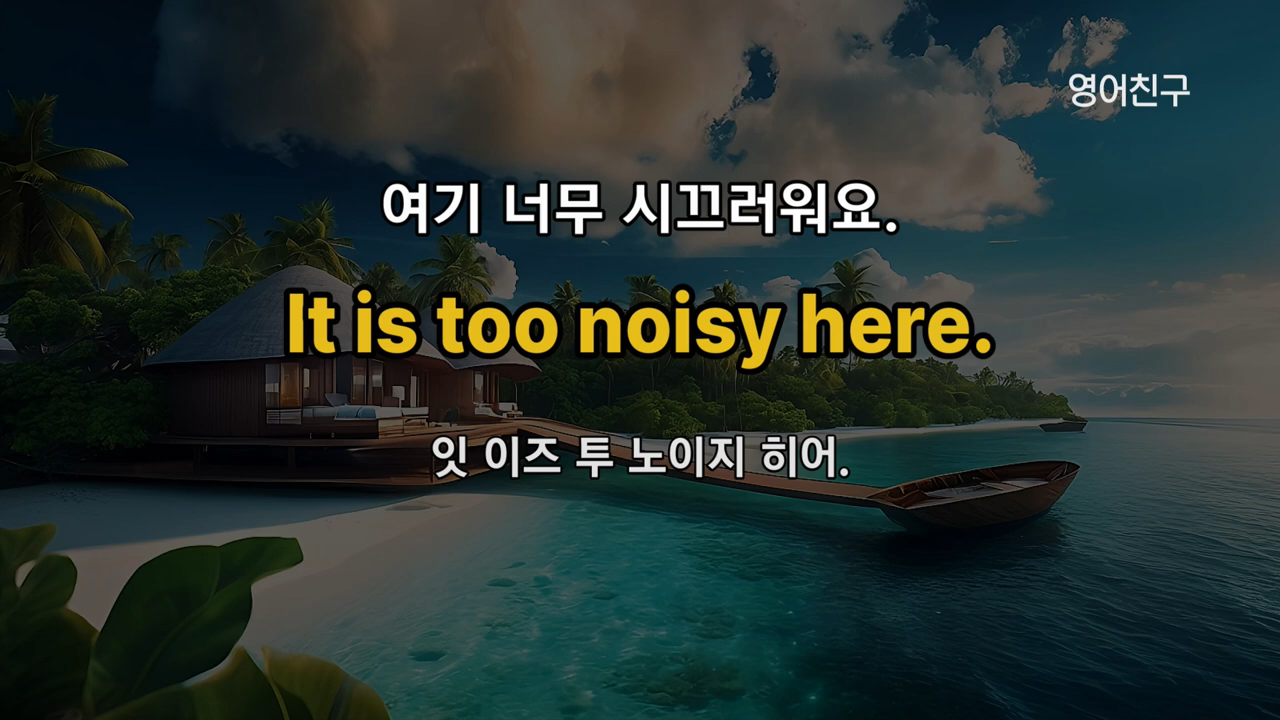 영어친구
여기 너무 시끄러워요.
It is too noisy here.
잇 이즈 투 노이지 히어.